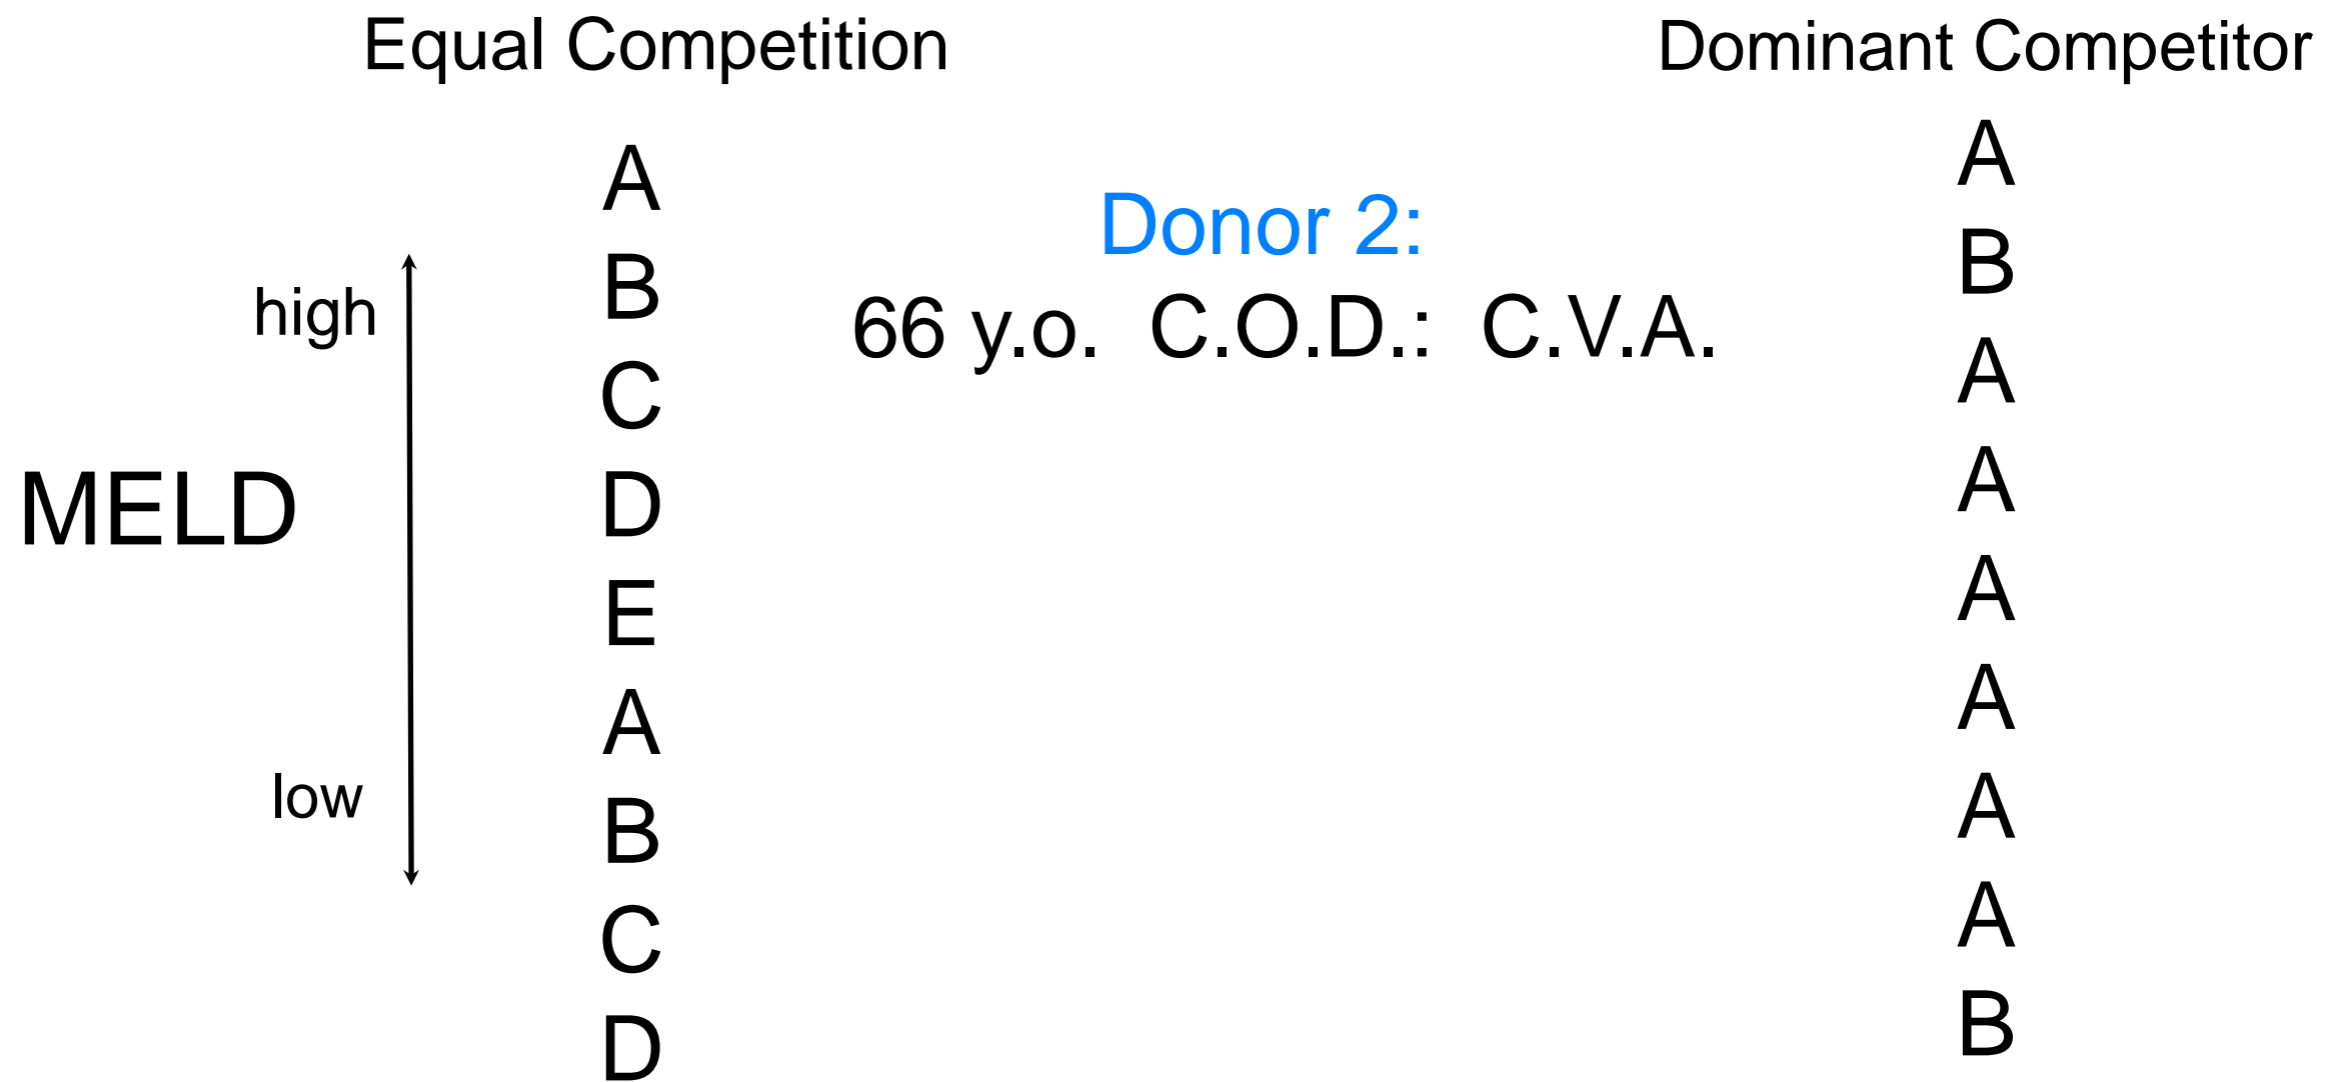 Equal Competition
Dominant Competitor
A
B
C
D
E
A
B
C
D
high
MELD
low
Donor 2:
66 y.o. C.O.D.: C.V.A.
A
B
A
A
A
A
A
A
B